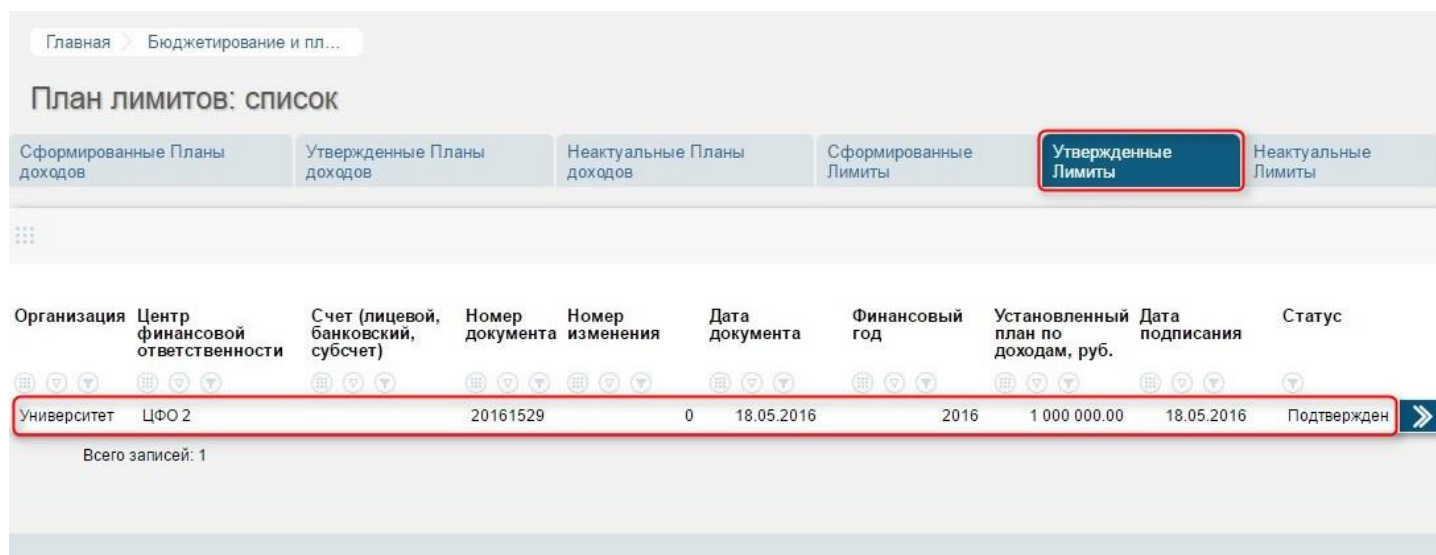 Главная Бюджетирование и пл...
План лимитов: список
Сформированные Планы доходов
Утвержденные Планы доходов
Неактуальные Планы доходов
Сформированные Лимиты
Утвержденные Лимиты
Неактуальные Лимиты
Организация Центр финансовой ответственности Счет (лицевой, банковский, субсчет) Номер документа Номер изменения Дата документа Финансовый год Установленный план по доходам, руб. Дата подписания Статус
Университет ЦФО 2 20161529 0 18.05.2016 2016 1 000 000.00 18.05.2016 Подтвержден
Всего записей: 1